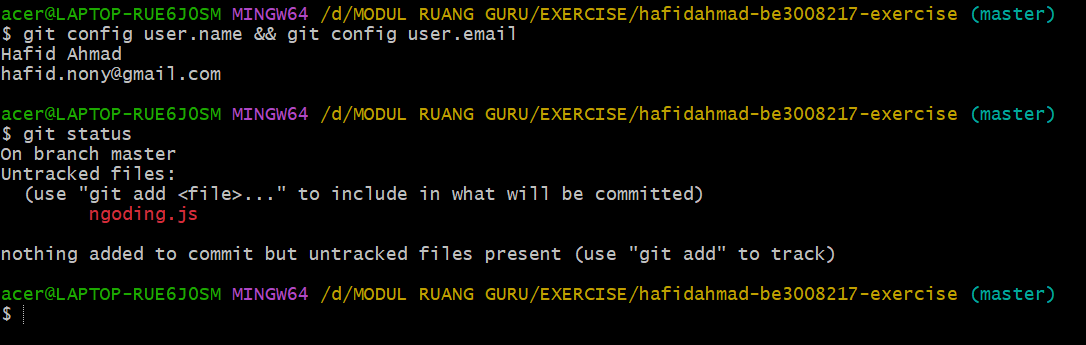 acer@LAPTOP-RUE6J0SM MINGW64 /d/MODUL RUANG GURU/EXERCISE/hafidahmad-be3008217-exercise (master)
$ git config user.name && git config user.email
Hafid Ahmad
hafid.nony@gmail.com
acer@LAPTOP-RUE6J0SM MINGW64 /d/MODUL RUANG GURU/EXERCISE/hafidahmad-be3008217-exercise (master)
$ git status
On branch master
Untracked files:
  (use "git add <file>..." to include in what will be committed)
        ngoding.js
nothing added to commit but untracked files present (use "git add" to track)
acer@LAPTOP-RUE6J0SM MINGW64 /d/MODUL RUANG GURU/EXERCISE/hafidahmad-be3008217-exercise (master)
$